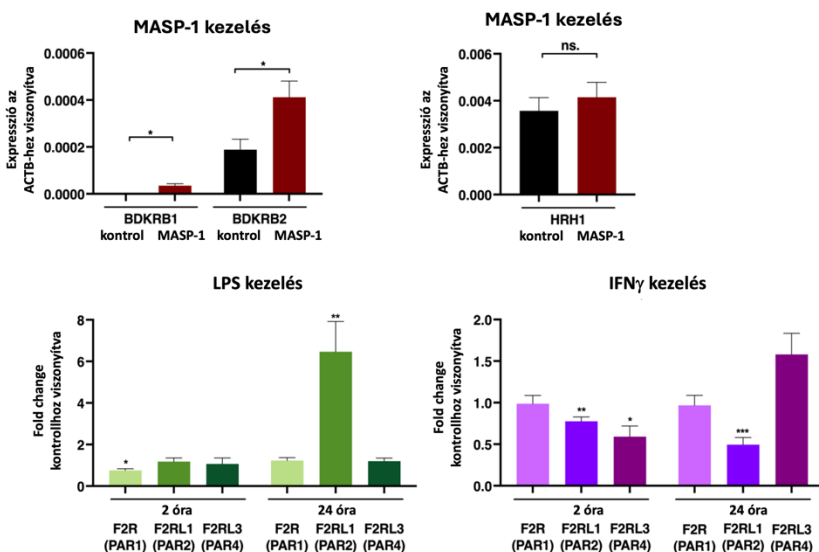 MASP-1 kezelés
Expresszió az
ACTB-hez viszonyítva
0.0006
0.0004
0.0002
0.0000
*
*
BDKRB1
BDKRB2
kontrol
MASP-1
kontrol
MASP-1
MASP-1 kezelés
Expresszió az
ACTB-hez viszonyítva
0.006
0.004
0.002
0.000
ns.
HRH1
kontrol
MASP-1
LPS kezelés
Fold change
kontrollhoz viszonyítva
8
6
4
2
0
*
**
2 óra
24 óra
F2R
(PAR1)
F2RL1
(PAR2)
F2RL3
(PAR4)
F2R
(PAR1)
F2RL1
(PAR2)
F2RL3
(PAR4)
IFNγ kezelés
Fold change
kontrollhoz viszonyítva
2.0
1.5
1.0
0.5
0.0
**
*
***
2 óra
24 óra
F2R
(PAR1)
F2RL1
(PAR2)
F2RL3
(PAR4)
F2R
(PAR1)
F2RL1
(PAR2)
F2RL3
(PAR4)